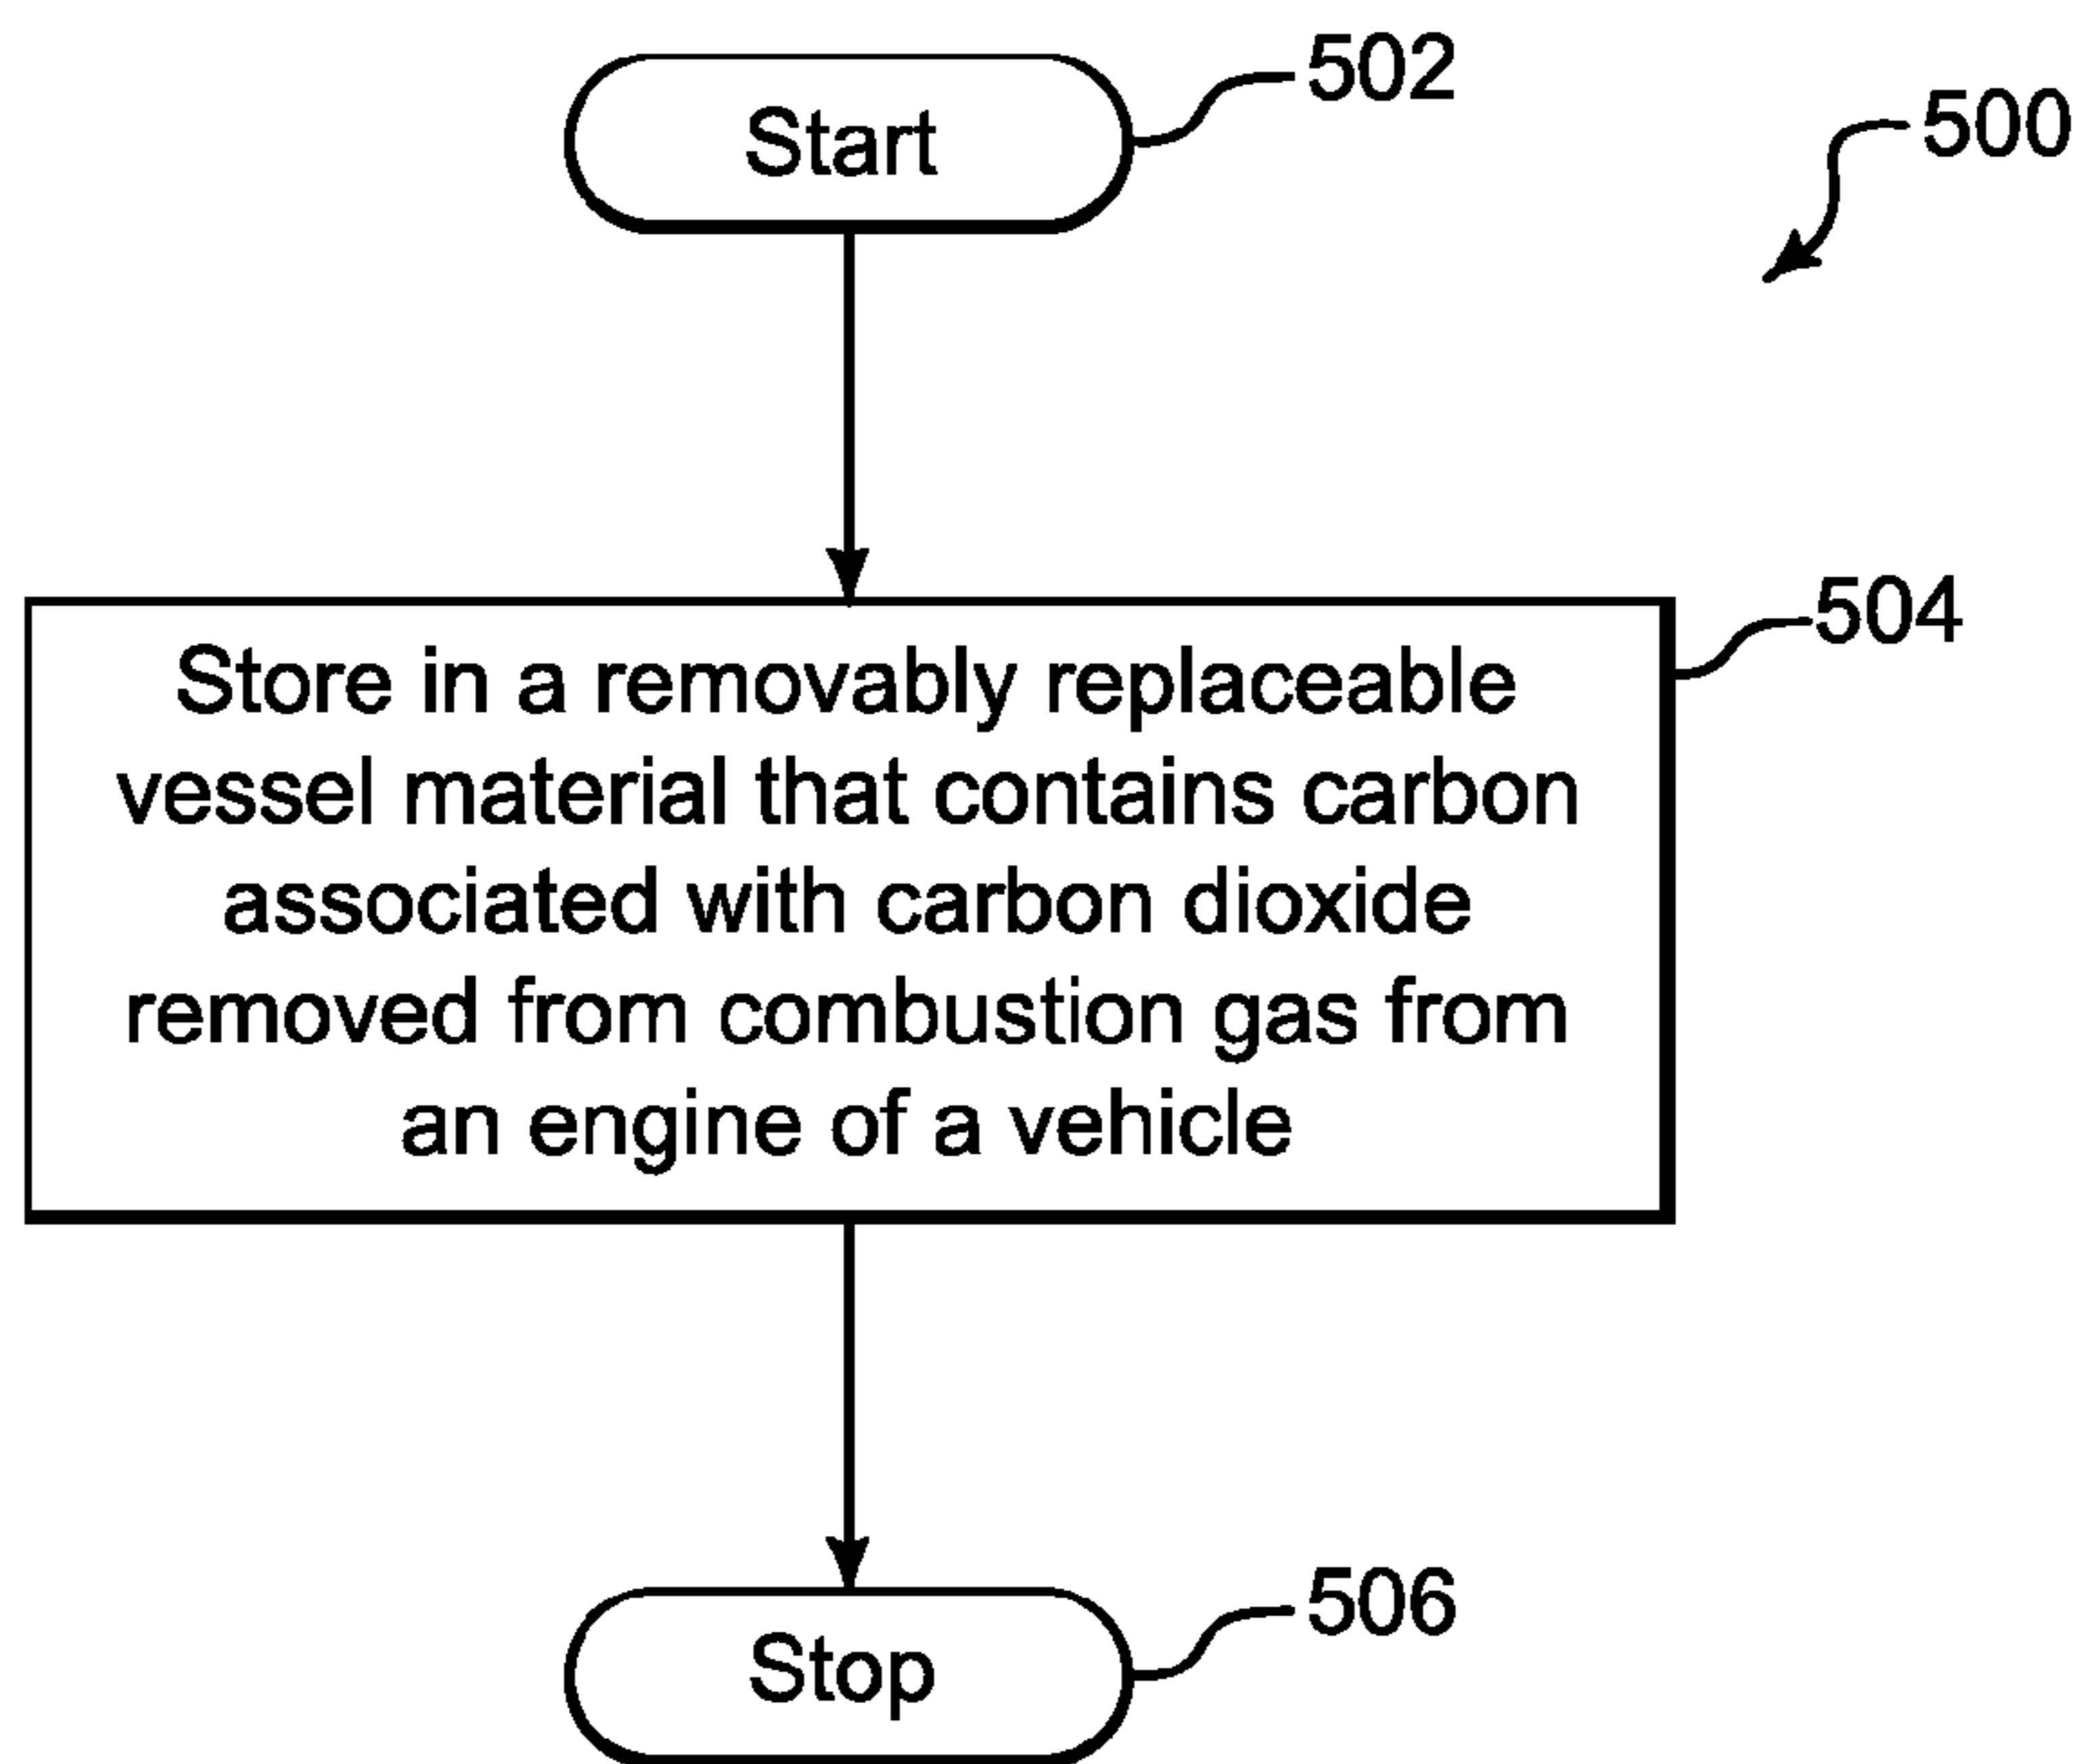 502
Start
500
504
Store in a removably replaceable
vessel material that contains carbon
associated with carbon dioxide
removed from combustion gas from
an engine of a vehicle
506
Stop